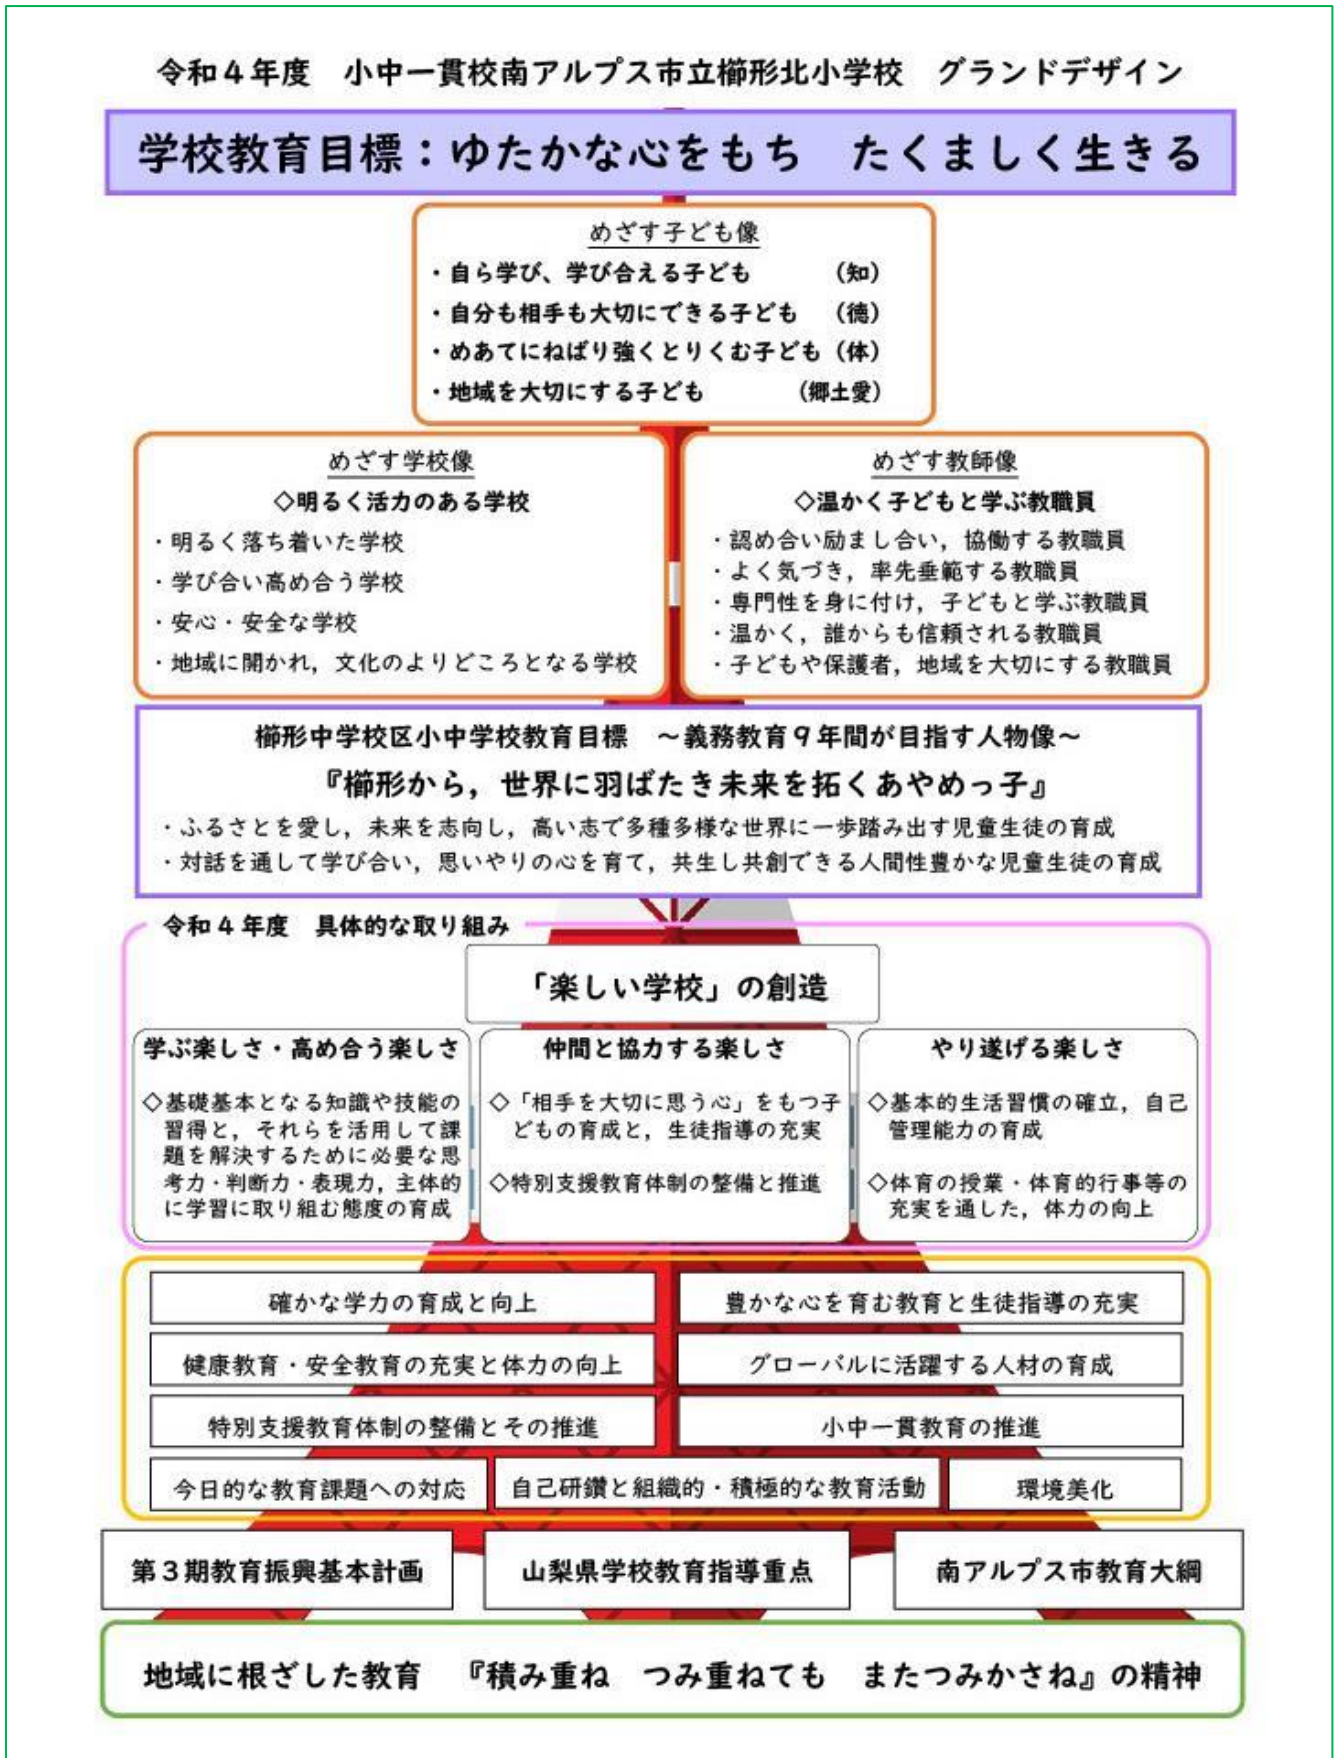 令和４年度　小中一貫校南アルプス市立櫛形北小学校　グランドデザイン
学校教育目標：ゆたかな心をもち　たくましく生きる
めざす子ども像
・自ら学び、学び合える子ども　（知）
・自分も相手も大切にできる子ども　（徳）
・めあてにねばり強くとりくむ子ども（体）
・地域を大切にする子ども　（郷土愛）
めざす学校像
◇明るく活力のある学校
・明るく落ち着いた学校
・学び合い高め合う学校
・安心・安全な学校
・地域に開かれ，文化のよりどころとなる学校
めざす教師像
◇温かく子どもと学ぶ教職員
・認め合い励まし合い，協働する教職員
・よく気づき，率先垂範する教職員
・専門性を身に付け，子どもと学ぶ教職員
・温かく，誰からも信頼される教職員
・子どもや保護者，地域を大切にする教職員
櫛形中学校区小中学校教育目標　～義務教育９年間が目指す人物像～
『櫛形から，世界に羽ばたき未来を拓くあやめっ子』
・ふるさとを愛し，未来を志向し，高い志で多種多様な世界に一歩踏み出す児童生徒の育成
・対話を通して学び合い，思いやりの心を育て，共生し共創できる人間性豊かな児童生徒の育成
令和４年度　具体的な取り組み
「楽しい学校」の創造
学ぶ楽しさ・高め合う楽しさ
◇基礎基本となる知識や技能の
習得と，それらを活用して課
題を解決するために必要な思
考力・判断力・表現力，主体的
に学習に取り組む態度の育成
仲間と協力する楽しさ
◇「相手を大切に思う心」をもつ子
どもの育成と，生徒指導の充実
◇特別支援教育体制の整備と推進
やり遂げる楽しさ
◇基本的生活習慣の確立，自己
管理能力の育成
◇体育の授業・体育的行事等の
充実を通した，体力の向上
確かな学力の育成と向上
豊かな心を育む教育と生徒指導の充実
健康教育・安全教育の充実と体力の向上
グローバルに活躍する人材の育成
特別支援教育体制の整備とその推進
小中一貫教育の推進
今日的な教育課題への対応
自己研鑽と組織的・積極的な教育活動
環境美化
第３期教育振興基本計画
山梨県学校教育指導重点
南アルプス市教育大綱
地域に根ざした教育　『積み重ね　つみ重ねても　またつみかさね』の精神